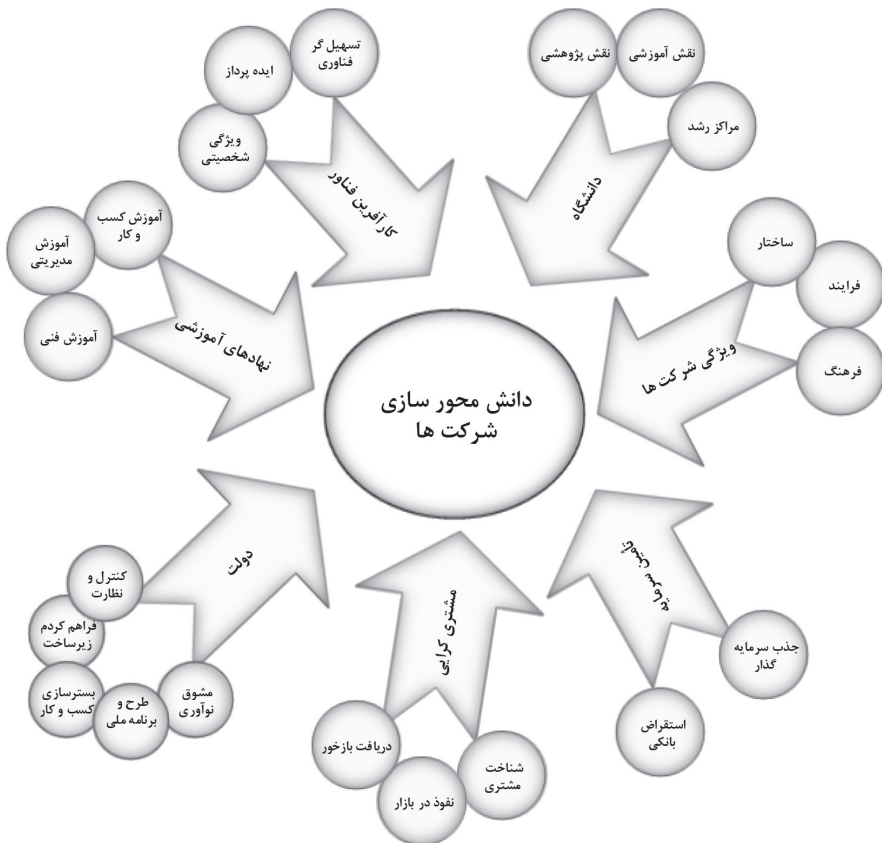 تسهیل گر
فناوری
ایده پرداز
ویژگی
شخصیتی
کارآفرین فناور
نقش پژوهشی
نقش آموزشی
مراکز رشد
دانشگاه
ساختار
فرایند
فرهنگ
ویژگی شرکت‌ها
آموزش کسب
و کار
آموزش
مدیریتی
آموزش فنی
نهادهای آموزشی
دانش محور سازی
شرکت ها
دولت
کنترل و
نظارت
فراهم کردم
زیرساخت
بسترسازی
کسب و کار
طرح و
برنامه ملی
مشوق
نوآوری
مشتری گرایی
دریافت بازخور
نفوذ در بازار
شناخت
مشتری
تأمین سرمایه
جذب سرمایه
گذار
استقراض
بانکی